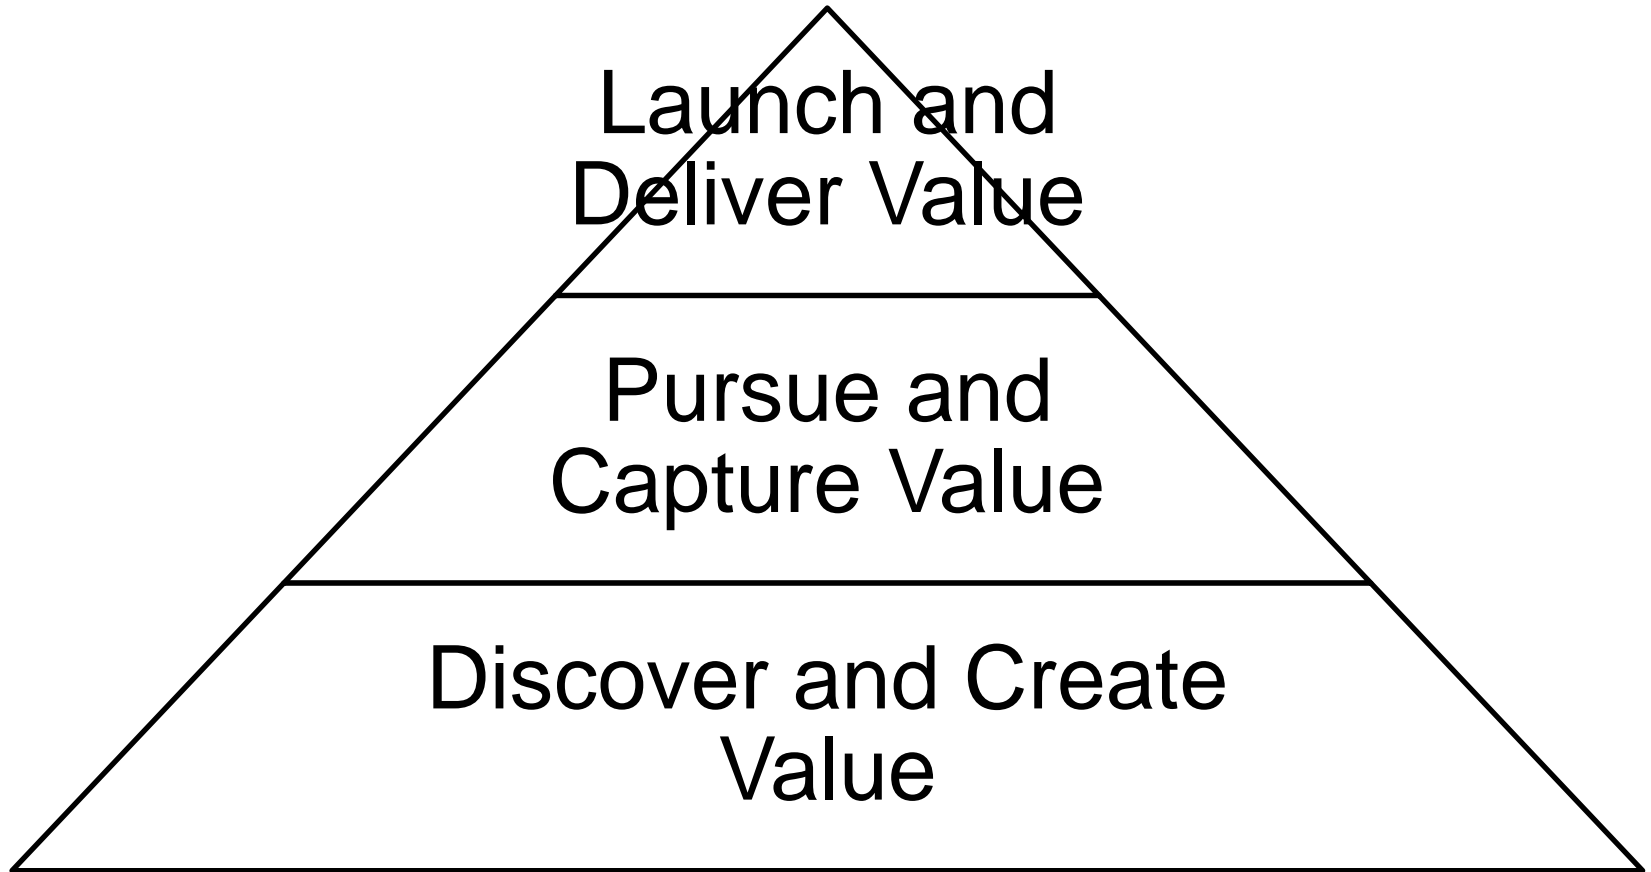 Launch and
Deliver Value
Pursue and
Capture Value
Discover and Create
Value